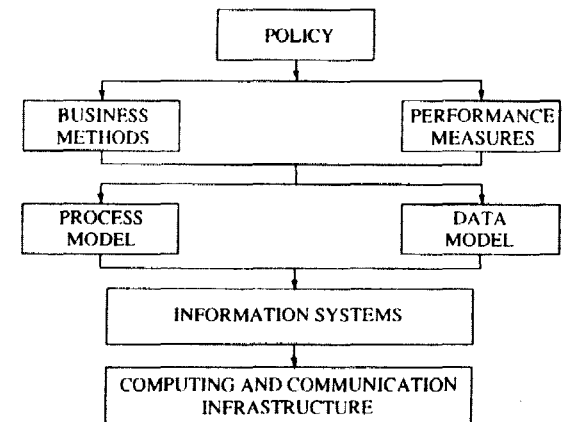 POLICY
BUSINESS
METHODS
PERFORMANCE
MEASURES
PROCESS
MODEL
DATA
MODEL
INFORMATION SYSTEMS
COMPUTING AND COMMUNICATION
INFRASTRUCTURE